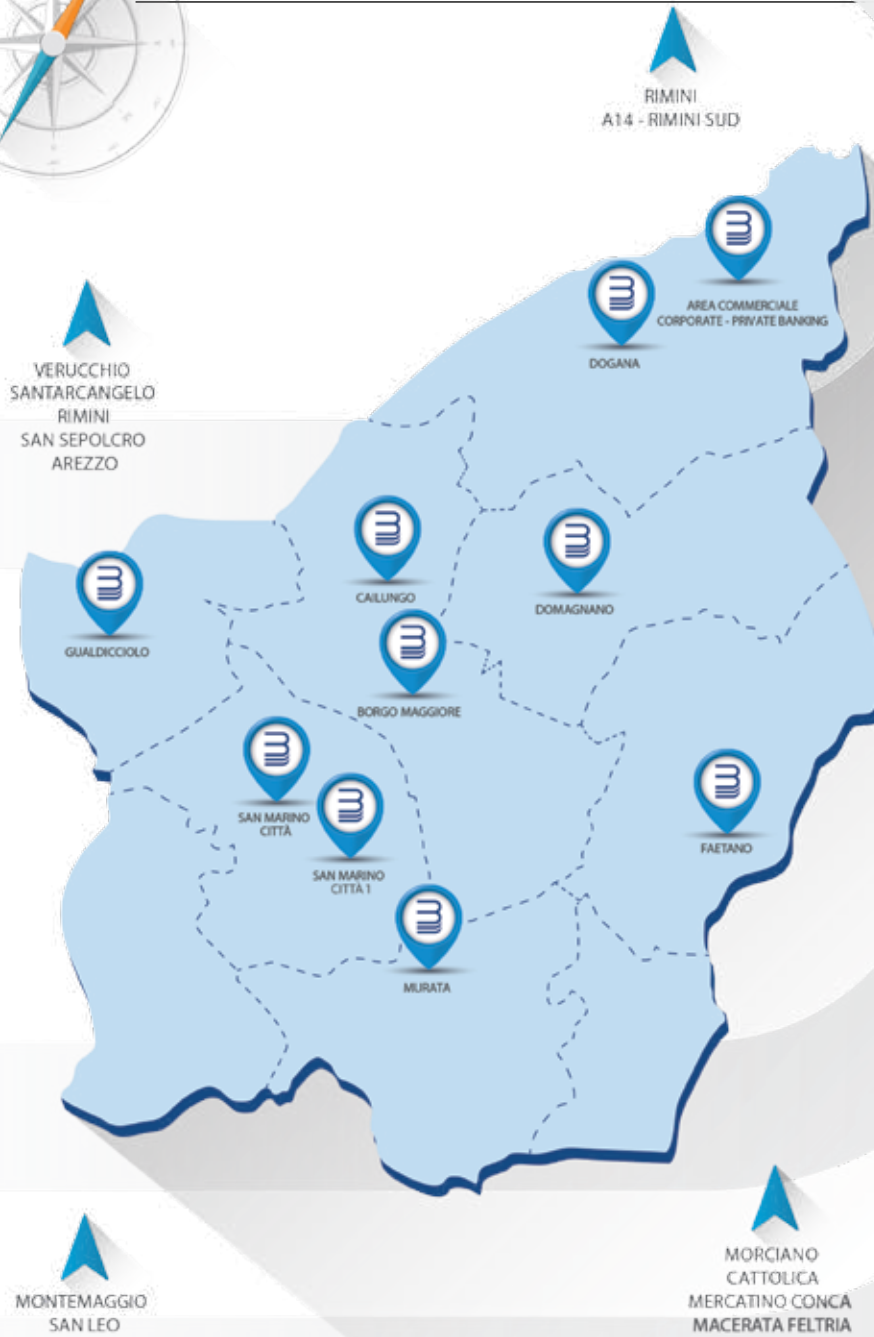 RIMINI
A14 - RIMINI SUD
AREA COMMERCIALE
CORPORATE - PRIVATE BANKING
DOGANA
VERUCCHIO
SANTARCANGELO
RIMINI
SAN SEPOLCRO
AREZZO
CAILUNGO
DOMAGNANO
GUALDICCIOLO
BORGO MAGGIORE
SAN MARINO
CITTÀ
SAN MARINO
CITTÀ 1
FAETANO
MURATA
MONTEMAGGIO
SAN LEO
MORCIANO
CATTOLICA
MERCATINO CONCA
MACERATA FELTRIA